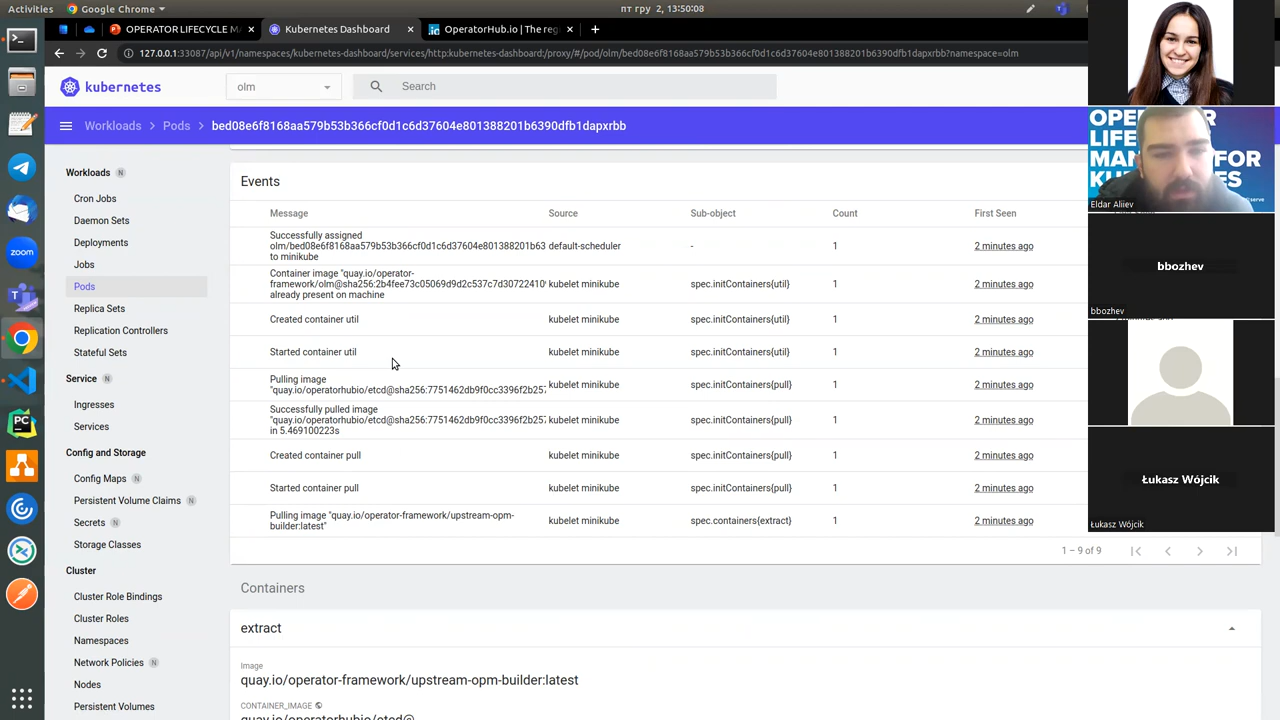 Activities
Google Chrome
пт гру 2, 13:50:08
OPERATOR LIFECYCLE M
Kubernetes Dashboard
OperatorHub.io | The reg
127.0.0.1:33087/api/v1/namespaces/kubernetes-dashboard/services/http:kubernetes-dashboard:/proxy/#/pod/olm/bed08e6f8168aa579b53b366cf0d1c6d37604e801388201b6390dfb1dapxrbb?namespace=olm
kubernetes
olm
Search
Workloads > Pods > bed08e6f8168aa579b53b366cf0d1c6d37604e801388201b6390dfb1dapxrbb
Workloads N
Cron Jobs
Daemon Sets
Deployments
Jobs
Pods
Replica Sets
Replication Controllers
Stateful Sets
Service N
Ingresses
Services
Config and Storage
Config Maps N
Persistent Volume Claims N
Secrets N
Storage Classes
Cluster
Cluster Role Bindings
Cluster Roles
Namespaces
Network Policies N
Nodes
Persistent Volumes
Events
Message Source Sub-object Count First Seen
Successfully assigned
olm/bed08e6f8168aa579b53b366cf0d1c6d37604e801388201b63 default-scheduler - 1 2 minutes ago
to minikube
Container image "quay.io/operator-
framework/olm@sha256:2b4fee73c05069d9d2c537c7d30722410 kubelet minikube spec.initContainers{util} 1 2 minutes ago
already present on machine
Created container util kubelet minikube spec.initContainers{util} 1 2 minutes ago
Started container util kubelet minikube spec.initContainers{util} 1 2 minutes ago
Pulling image
"quay.io/operatorhubio/etcd@sha256:7751462db9f0cc3396f2b257 kubelet minikube spec.initContainers{pull} 1 2 minutes ago
Successfully pulled image
"quay.io/operatorhubio/etcd@sha256:7751462db9f0cc3396f2b257 kubelet minikube spec.initContainers{pull} 1 2 minutes ago
in 5.469100223s
Created container pull kubelet minikube spec.initContainers{pull} 1 2 minutes ago
Started container pull kubelet minikube spec.initContainers{pull} 1 2 minutes ago
Pulling image "quay.io/operator-framework/upstream-opm-
builder:latest" kubelet minikube spec.containers{extract} 1 2 minutes ago
1 – 9 of 9
Containers
extract
Image
quay.io/operator-framework/upstream-opm-builder:latest
CONTAINER_IMAGE
quay.io/operatorhubio/etcd@
Eldar Aliiev
bbozhev
bbozhev
Łukasz Wójcik
Łukasz Wójcik
zoom
PC